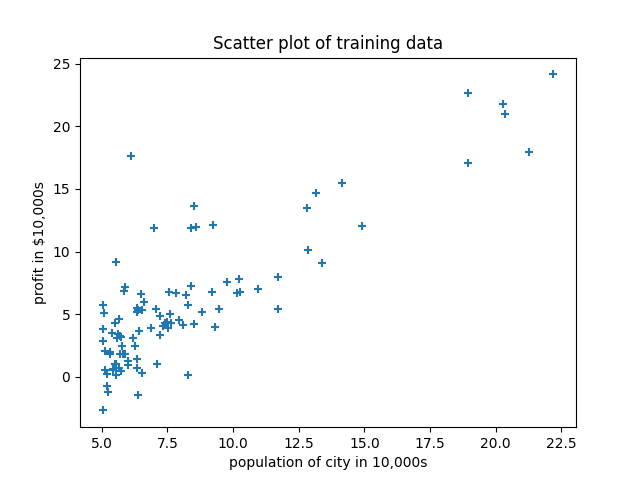 Scatter plot of training data
25
20
15
10
5
0
profit in $10,000s
5.0 7.5 10.0 12.5 15.0 17.5 20.0 22.5
population of city in 10,000s